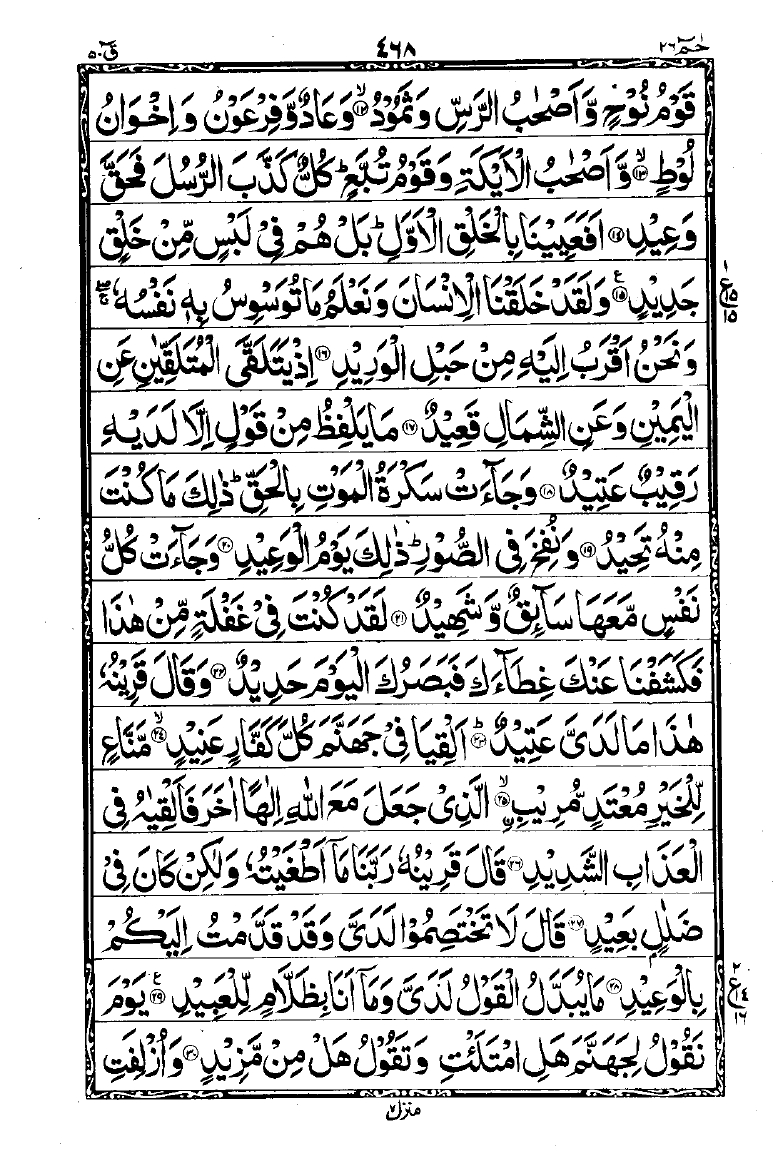 حٰمٓ ٢٦ ٤٦٨ قٓ ٥٠
قَوْمُ نُوْحٍ وَّاَصْحٰبُ الرَّسِّ وَثَمُوْدُ ۙ﴿١٢﴾ وَعَادٌ وَّفِرْعَوْنُ وَاِخْوَانُ
لُوْطٍ ۙ﴿١٣﴾ وَّاَصْحٰبُ الْاَيْكَةِ وَقَوْمُ تُبَّعٍ ؕ كُلٌّ كَذَّبَ الرُّسُلَ فَحَقَّ
وَعِيْدِ ﴿١٤﴾ اَفَعَيِيْنَا بِالْخَلْقِ الْاَوَّلِ ؕ بَلْ هُمْ فِيْ لَبْسٍ مِّنْ خَلْقٍ
جَدِيْدٍ ﴿١٥﴾ ع وَلَقَدْ خَلَقْنَا الْاِنْسَانَ وَنَعْلَمُ مَا تُوَسْوِسُ بِهٖ نَفْسُهٗ ۖۚ
وَنَحْنُ اَقْرَبُ اِلَيْهِ مِنْ حَبْلِ الْوَرِيْدِ ﴿١٦﴾ اِذْ يَتَلَقَّى الْمُتَلَقِّيٰنِ عَنِ
الْيَمِيْنِ وَعَنِ الشِّمَالِ قَعِيْدٌ ﴿١٧﴾ مَا يَلْفِظُ مِنْ قَوْلٍ اِلَّا لَدَيْهِ
رَقِيْبٌ عَتِيْدٌ ﴿١٨﴾ وَجَآءَتْ سَكْرَةُ الْمَوْتِ بِالْحَقِّ ؕ ذٰلِكَ مَا كُنْتَ
مِنْهُ تَحِيْدُ ﴿١٩﴾ وَنُفِخَ فِي الصُّوْرِ ؕ ذٰلِكَ يَوْمُ الْوَعِيْدِ ﴿٢٠﴾ وَجَآءَتْ كُلُّ
نَفْسٍ مَّعَهَا سَآئِقٌ وَّشَهِيْدٌ ﴿٢١﴾ لَقَدْ كُنْتَ فِيْ غَفْلَةٍ مِّنْ هٰذَا
فَكَشَفْنَا عَنْكَ غِطَآءَكَ فَبَصَرُكَ الْيَوْمَ حَدِيْدٌ ﴿٢٢﴾ وَقَالَ قَرِيْنُهٗ
هٰذَا مَا لَدَيَّ عَتِيْدٌ ؕ﴿٢٣﴾ اَلْقِيَا فِيْ جَهَنَّمَ كُلَّ كَفَّارٍ عَنِيْدٍ ۙ﴿٢٤﴾ مَّنَّاعٍ
لِّلْخَيْرِ مُعْتَدٍ مُّرِيْبِ ۙ﴿٢٥﴾ الَّذِيْ جَعَلَ مَعَ اللّٰهِ اِلٰهًا اٰخَرَ فَاَلْقِيٰهُ فِي
الْعَذَابِ الشَّدِيْدِ ﴿٢٦﴾ قَالَ قَرِيْنُهٗ رَبَّنَا مَآ اَطْغَيْتُهٗ وَلٰكِنْ كَانَ فِيْ
ضَلٰلٍۢ بَعِيْدٍ ﴿٢٧﴾ قَالَ لَا تَخْتَصِمُوْا لَدَيَّ وَقَدْ قَدَّمْتُ اِلَيْكُمْ
بِالْوَعِيْدِ ﴿٢٨﴾ مَا يُبَدَّلُ الْقَوْلُ لَدَيَّ وَمَآ اَنَا بِظَلَّامٍ لِّلْعَبِيْدِ ﴿٢٩﴾ ع يَوْمَ
نَقُوْلُ لِجَهَنَّمَ هَلِ امْتَلَئْتِ وَتَقُوْلُ هَلْ مِنْ مَّزِيْدٍ ﴿٣٠﴾ وَاُزْلِفَتِ
منزل ٧
١ ع ١٥ ١٥
٢ ع ١٤ ١٦